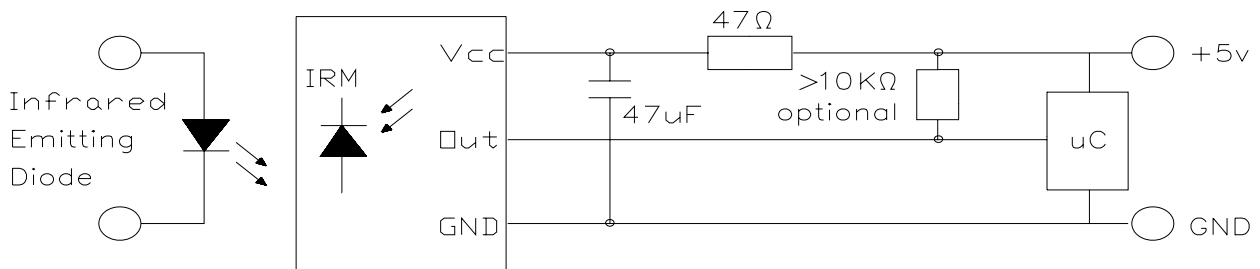 Infrared
Emitting
Diode
IRM
Vcc
Out
GND
47uF
47Ω
>10KΩ
optional
uC
+5v
GND